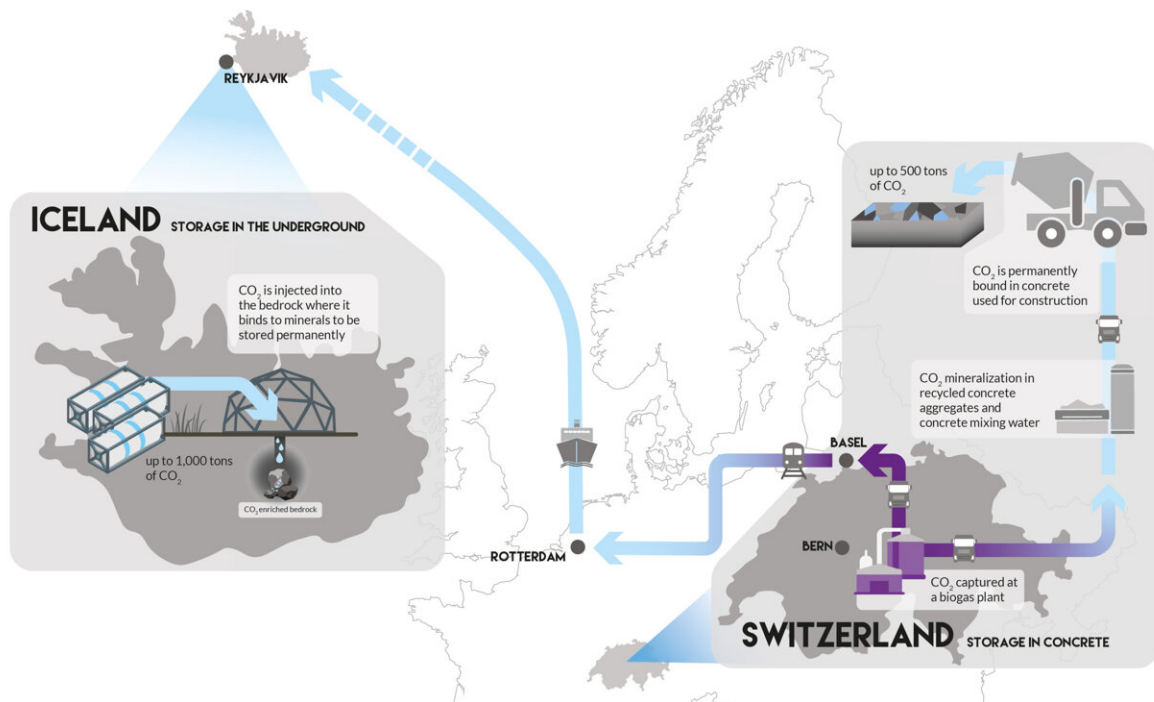 REYKJAVIK
ICELAND STORAGE IN THE UNDERGROUND
CO₂ is injected into
the bedrock where it
binds to minerals to be
stored permanently
up to 1,000 tons
of CO₂
CO₂ enriched bedrock
ROTTERDAM
up to 500 tons
of CO₂
CO₂ is permanently
bound in concrete
used for construction
CO₂ mineralization in
recycled concrete
aggregates and
concrete mixing water
BASEL
BERN
CO₂ captured at
a biogas plant
SWITZERLAND STORAGE IN CONCRETE